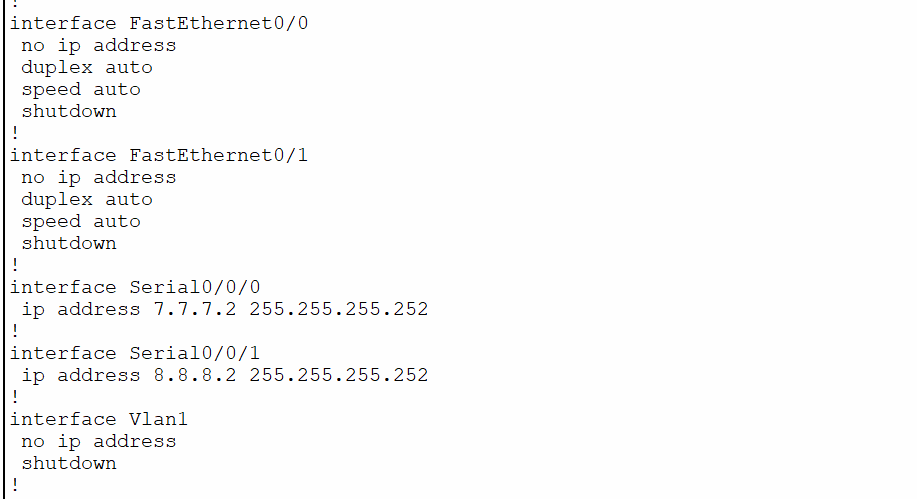 !
interface FastEthernet0/0
 no ip address
 duplex auto
 speed auto
 shutdown
!
interface FastEthernet0/1
 no ip address
 duplex auto
 speed auto
 shutdown
!
interface Serial0/0/0
 ip address 7.7.7.2 255.255.255.252
!
interface Serial0/0/1
 ip address 8.8.8.2 255.255.255.252
!
interface Vlan1
 no ip address
 shutdown
!